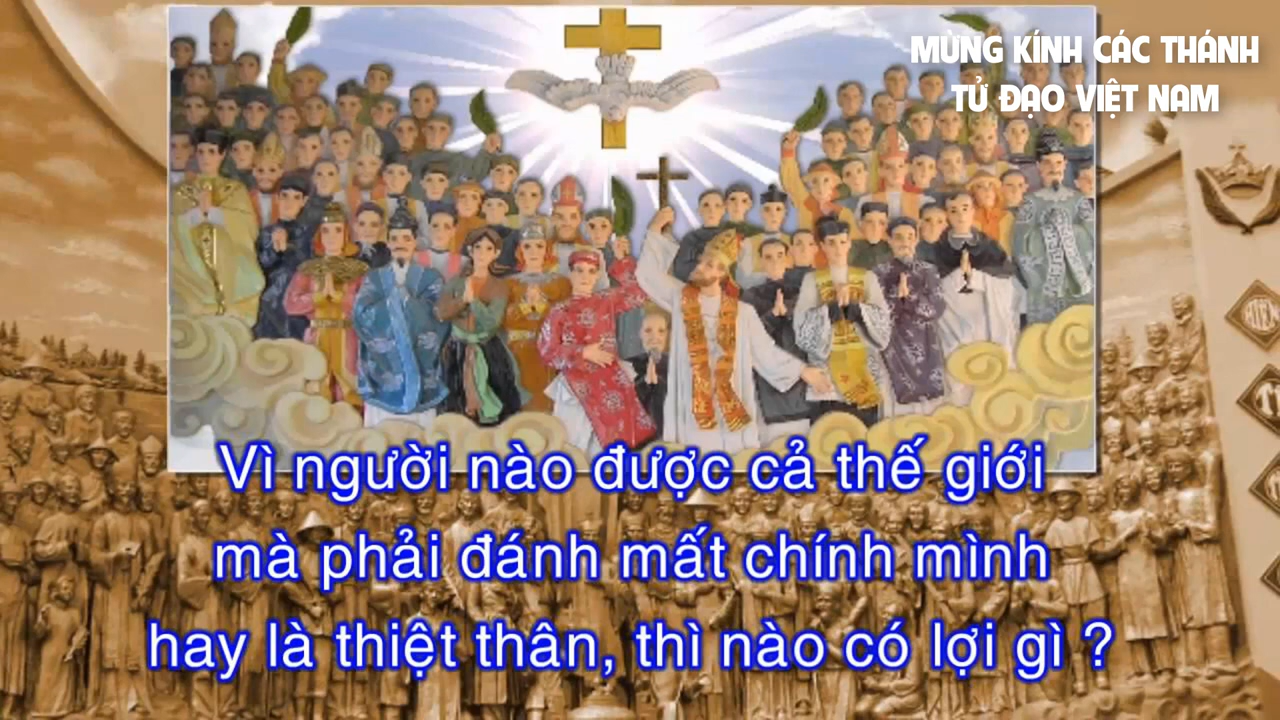 MỪNG KÍNH CÁC THÁNH
TỬ ĐẠO VIỆT NAM
Vì người nào được cả thế giới
mà phải đánh mất chính mình
hay là thiệt thân, thì nào có lợi gì ?